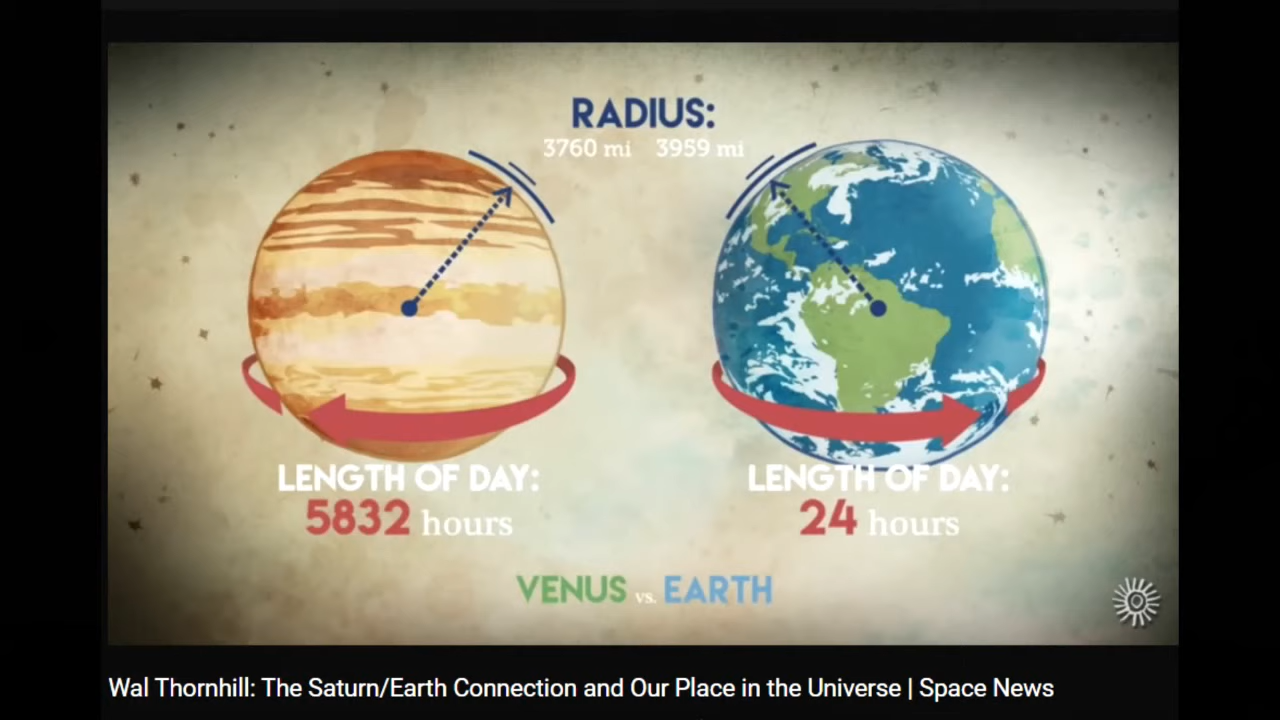 RADIUS:
3760 mi 3959 mi
LENGTH OF DAY:
5832 hours
LENGTH OF DAY:
24 hours
VENUS vs. EARTH
Wal Thornhill: The Saturn/Earth Connection and Our Place in the Universe | Space News